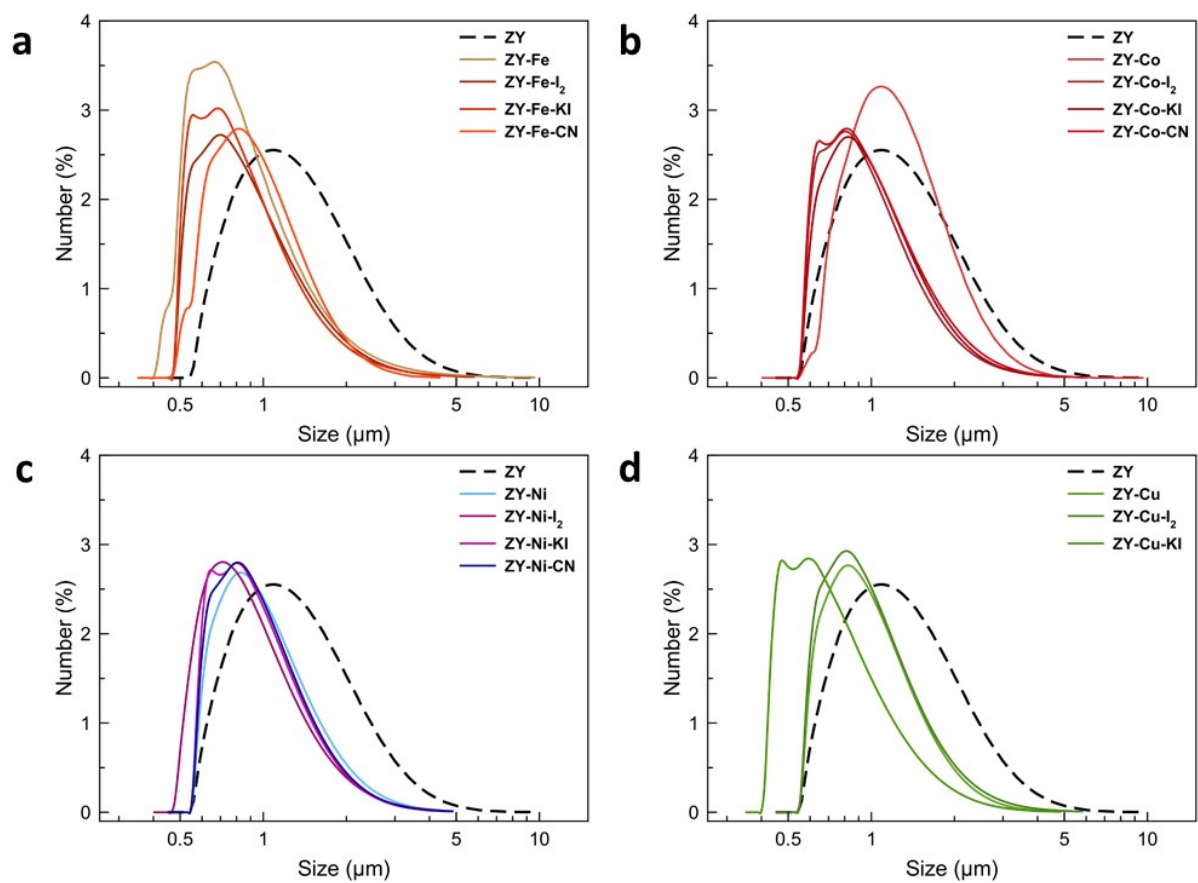 a
4
3
2
1
0
Number (%)
0.5 1 5 10
Size (µm)
ZY
ZY-Fe
ZY-Fe-I₂
ZY-Fe-KI
ZY-Fe-CN
b
4
3
2
1
0
Number (%)
0.5 1 5 10
Size (µm)
ZY
ZY-Co
ZY-Co-I₂
ZY-Co-KI
ZY-Co-CN
c
4
3
2
1
0
Number (%)
0.5 1 5 10
Size (µm)
ZY
ZY-Ni
ZY-Ni-I₂
ZY-Ni-KI
ZY-Ni-CN
d
4
3
2
1
0
Number (%)
0.5 1 5 10
Size (µm)
ZY
ZY-Cu
ZY-Cu-I₂
ZY-Cu-KI